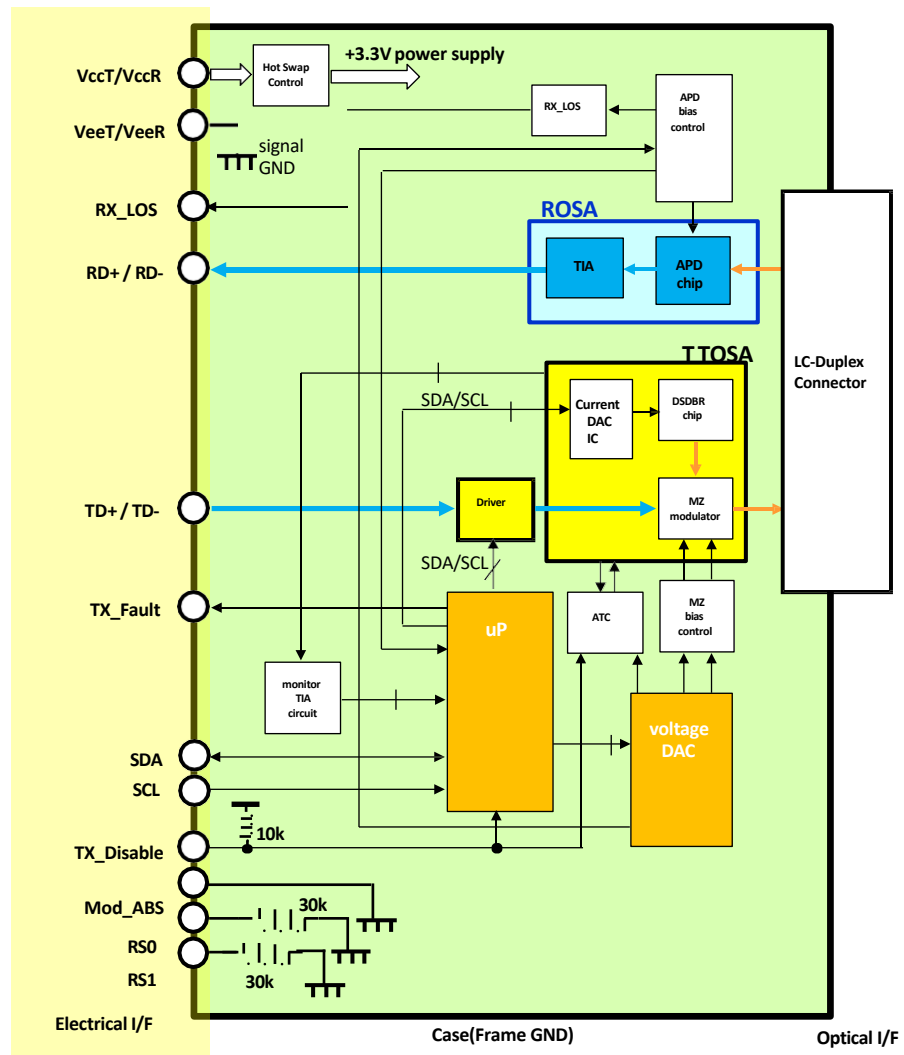 VccT/VccR
Hot Swap
Control
+3.3V power supply
VeeT/VeeR
signal
GND
RX_LOS
APD
bias
control
RX_LOS
ROSA
RD+ / RD-
TIA
APD
chip
LC-Duplex
Connector
T TOSA
SDA/SCL
Current
DAC
IC
DSDBR
chip
TD+ / TD-
Driver
MZ
modulator
SDA/SCL
TX_Fault
uP
ATC
MZ
bias
control
monitor
TIA
circuit
voltage
DAC
SDA
SCL
10k
TX_Disable
Mod_ABS
30k
RS0
30k
RS1
Electrical I/F
Case(Frame GND)
Optical I/F